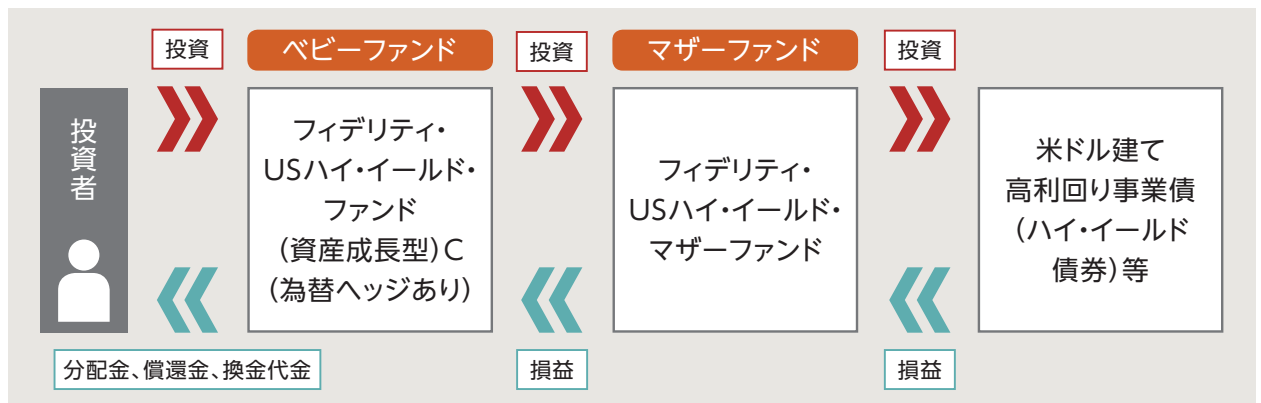 投資
ベビーファンド
投資
マザーファンド
投資
投資者
フィデリティ・
USハイ・イールド・
ファンド
(資産成長型)C
(為替ヘッジあり)
フィデリティ・
USハイ・イールド・
マザーファンド
米ドル建て
高利回り事業債
(ハイ・イールド
債券)等
分配金、償還金、換金代金
損益
損益